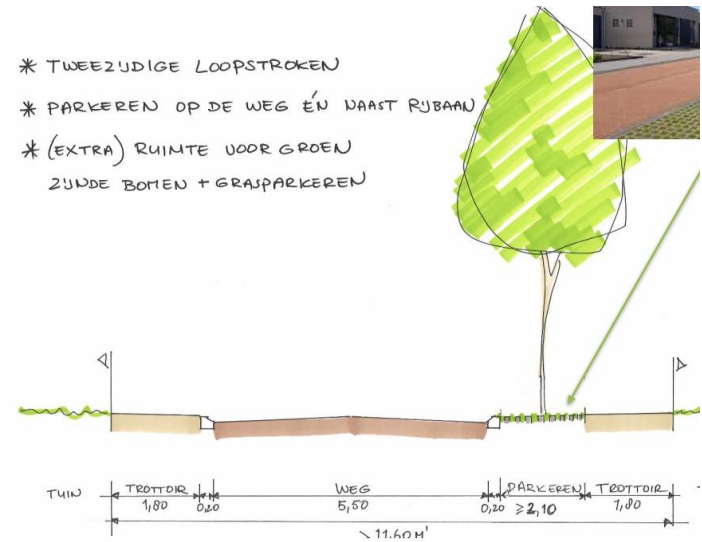 * TWEEZIJDIGE LOOPSTROKEN
* PARKEREN OP DE WEG ÉN NAAST RIJBAAN
* (EXTRA) RUIMTE VOOR GROEN
ZIJNDE BOMEN + GRASPARKEREN
TUIN TROTTOIR WEG PARKEREN TROTTOIR
1,80 0,20 5,50 0,20 ≥2,10 1,80
11.60 M'